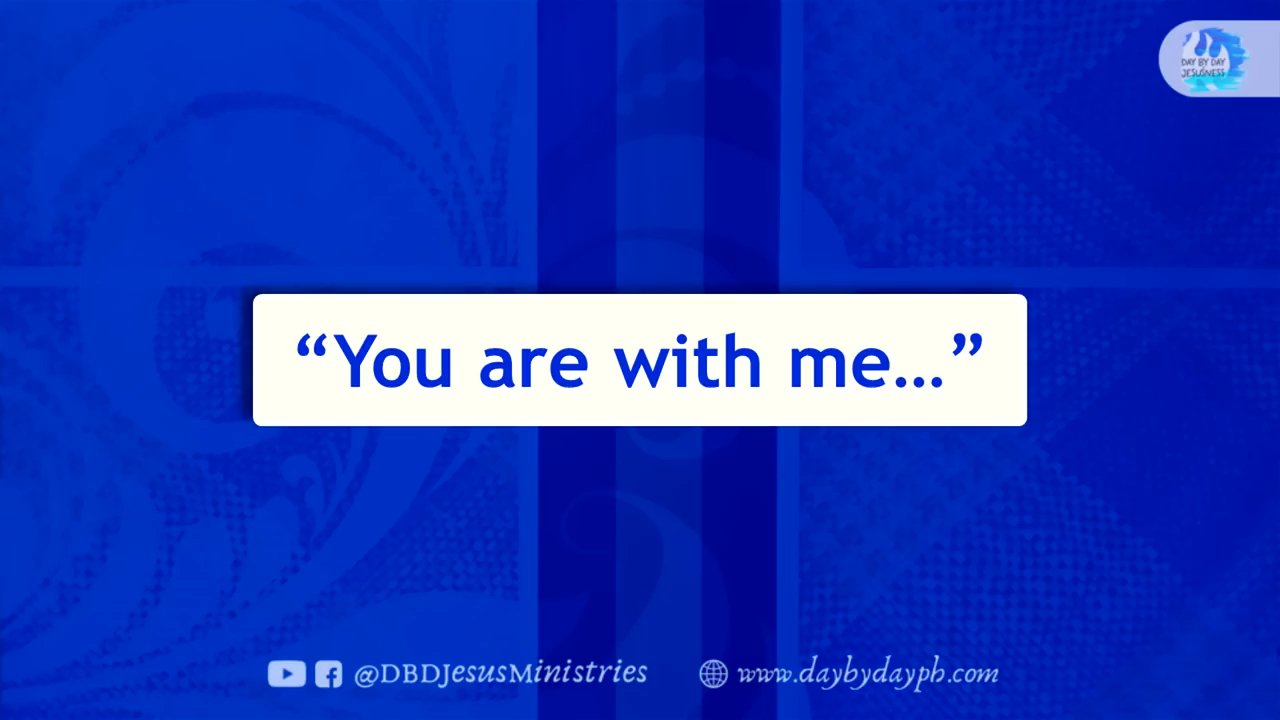 DAY BY DAY
JESUSNESS
“You are with me…”
@DBDJesusMinistries
www.daybydayph.com